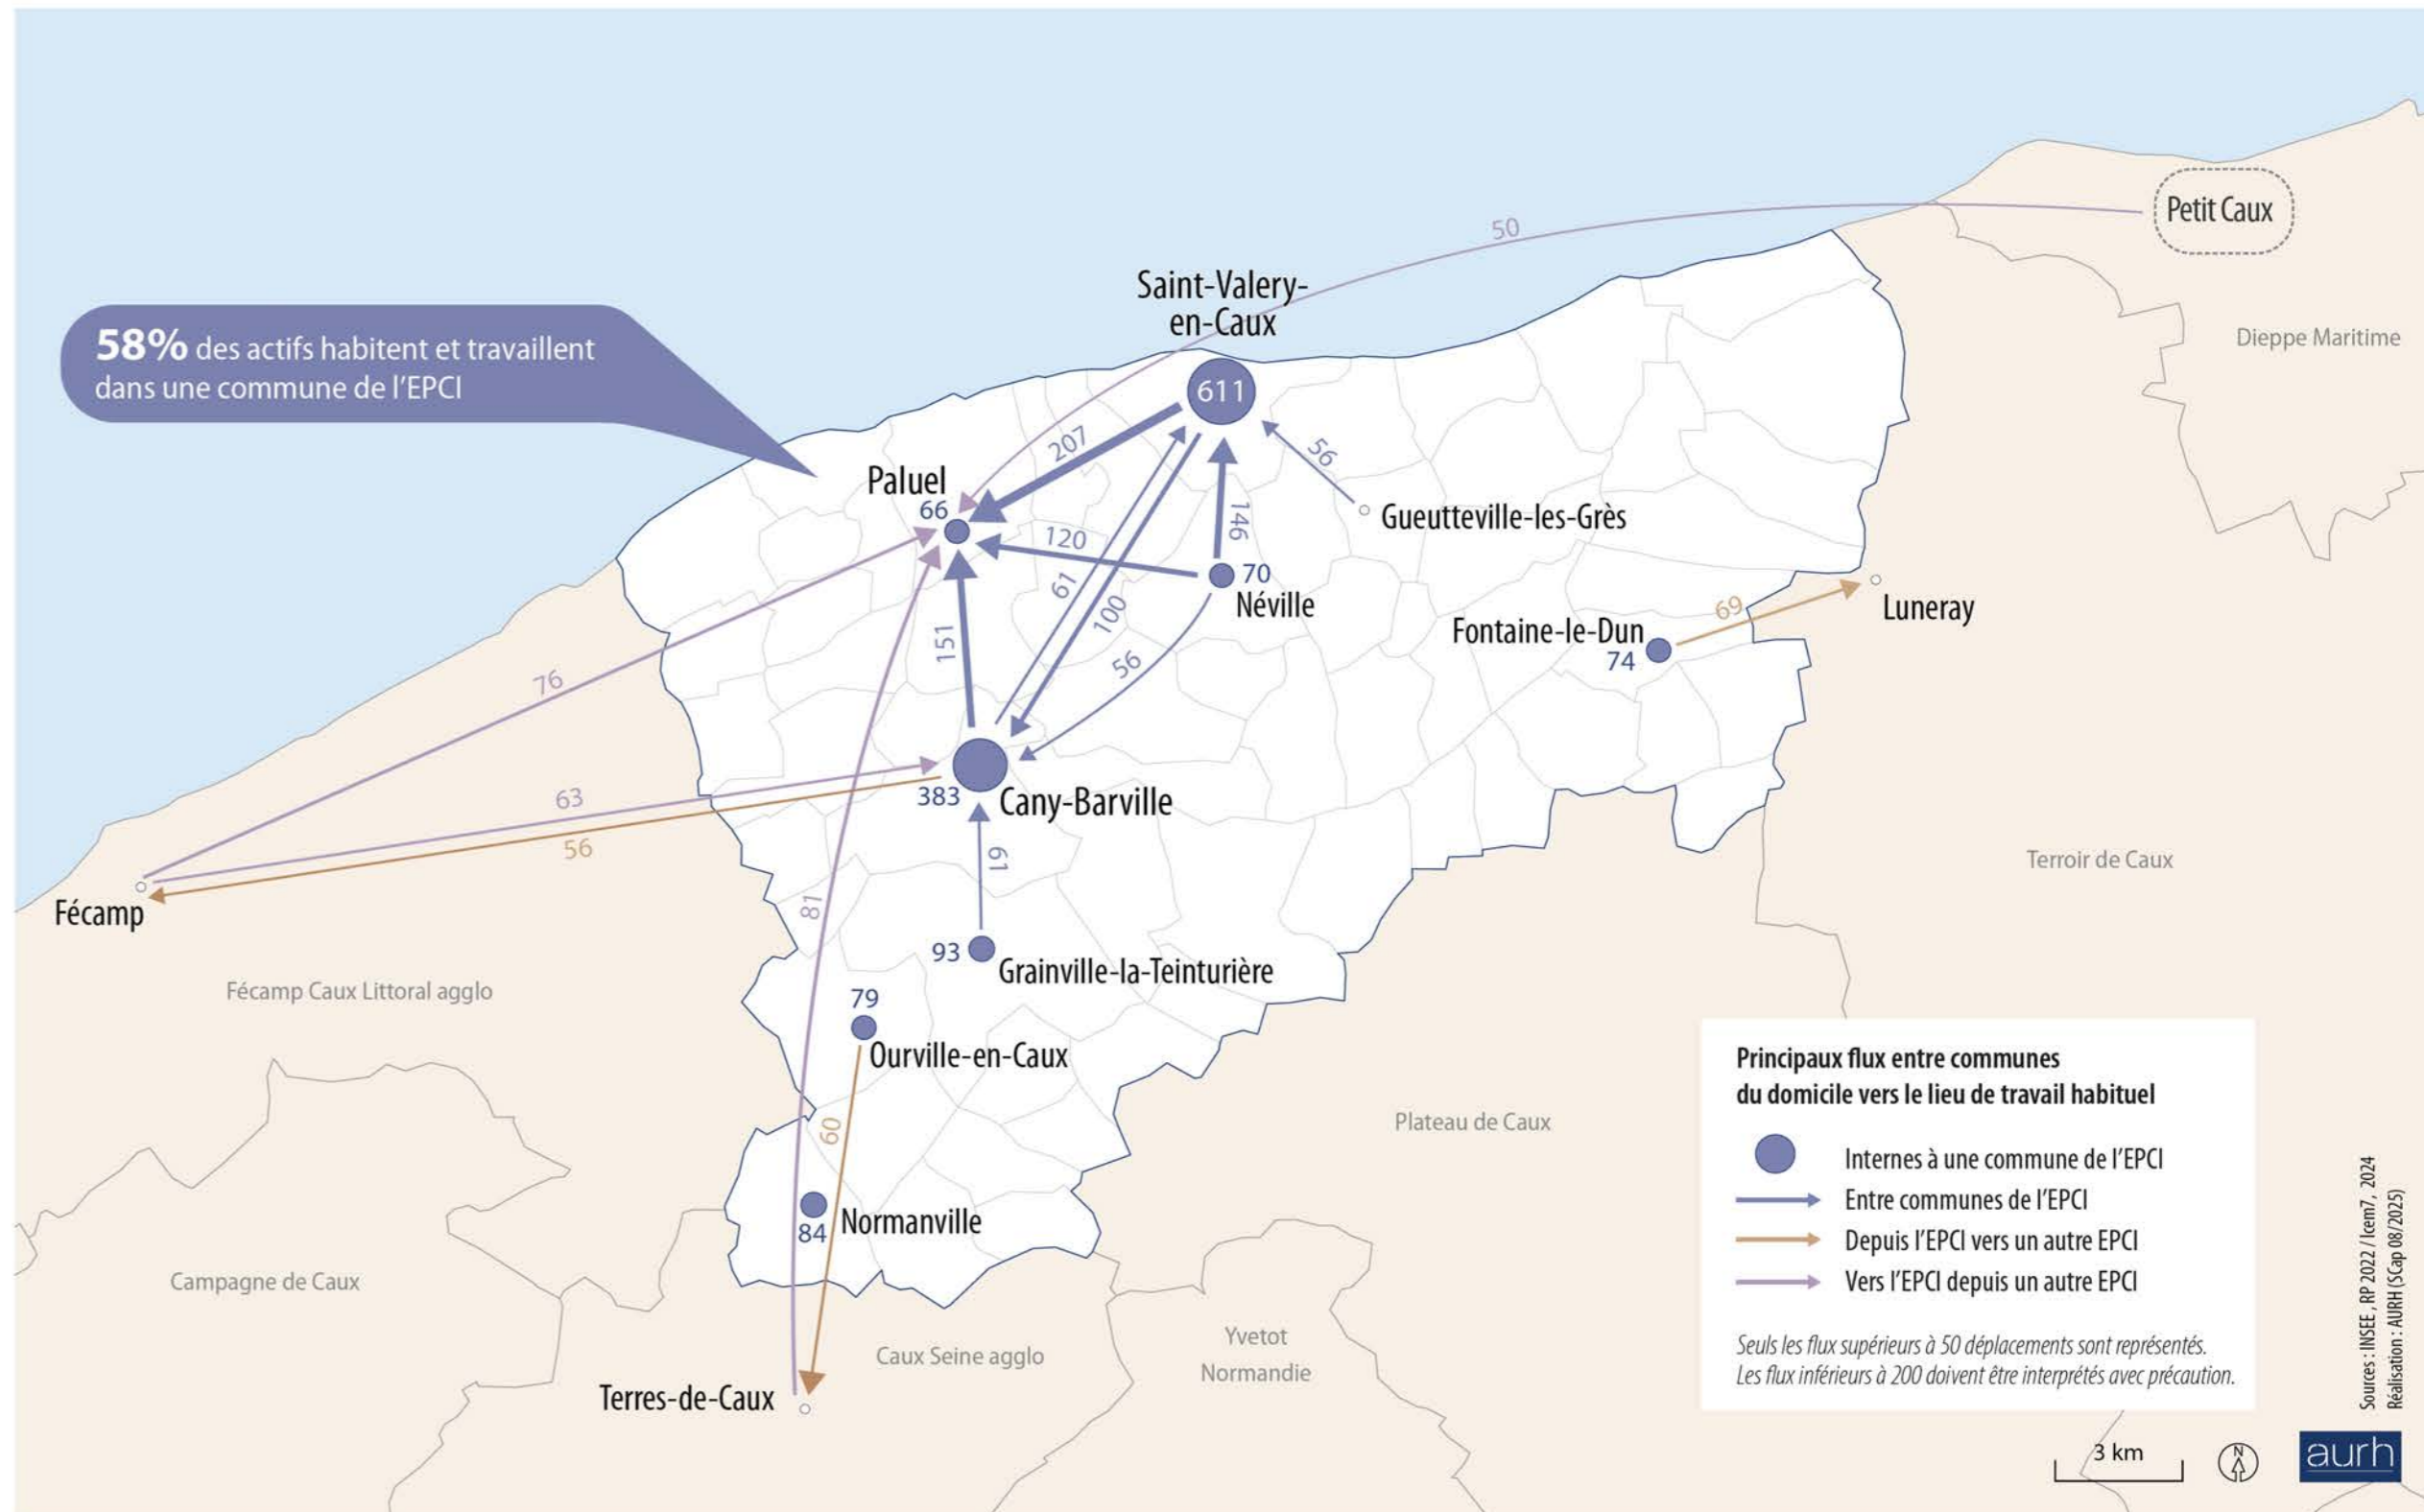 Petit Caux
50
Saint-Valery-
en-Caux
Dieppe Maritime
58% des actifs habitent et travaillent
dans une commune de l'EPCI
611
207
56
Paluel
66
146
Gueutteville-les-Grès
120
70
61
Néville
100
Luneray
69
Fontaine-le-Dun
74
151
56
76
63
383
Cany-Barville
56
61
Terroir de Caux
81
Fécamp
93
Grainville-la-Teinturière
Fécamp Caux Littoral agglo
79
Ourville-en-Caux
60
Plateau de Caux
84
Normanville
Campagne de Caux
Caux Seine agglo
Yvetot
Normandie
Terres-de-Caux
Principaux flux entre communes
du domicile vers le lieu de travail habituel
Internes à une commune de l'EPCI
Entre communes de l'EPCI
Depuis l'EPCI vers un autre EPCI
Vers l'EPCI depuis un autre EPCI
Seuls les flux supérieurs à 50 déplacements sont représentés.
Les flux inférieurs à 200 doivent être interprétés avec précaution.
Sources : INSEE , RP 2022 / Icem7, 2024
Réalisation : AURH (SCap 08/2025)
3 km
N
aurh